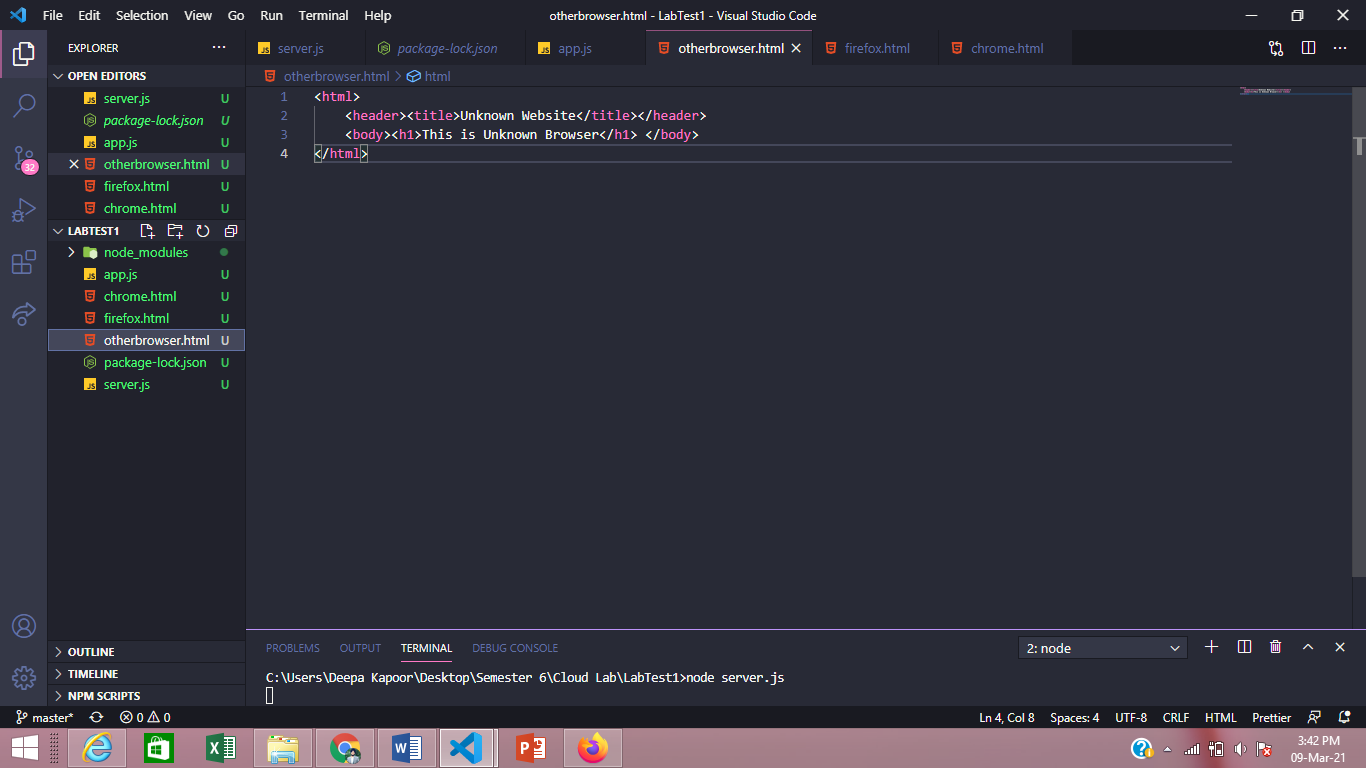 File Edit Selection View Go Run Terminal Help
otherbrowser.html - LabTest1 - Visual Studio Code
EXPLORER
OPEN EDITORS
JS server.js U
package-lock.json U
JS app.js U
otherbrowser.html U
firefox.html U
chrome.html U
32
LABTEST1
node_modules
JS app.js U
chrome.html U
firefox.html U
otherbrowser.html U
package-lock.json U
JS server.js U
OUTLINE
TIMELINE
NPM SCRIPTS
JS server.js package-lock.json JS app.js otherbrowser.html firefox.html chrome.html
otherbrowser.html > html
1 <html>
2 <header><title>Unknown Website</title></header>
3 <body><h1>This is Unknown Browser</h1> </body>
4 </html>
PROBLEMS OUTPUT TERMINAL DEBUG CONSOLE
2: node
C:\Users\Deepa Kapoor\Desktop\Semester 6\Cloud Lab\LabTest1>node server.js
master* 0 0
Ln 4, Col 8 Spaces: 4 UTF-8 CRLF HTML Prettier
3:42 PM
09-Mar-21